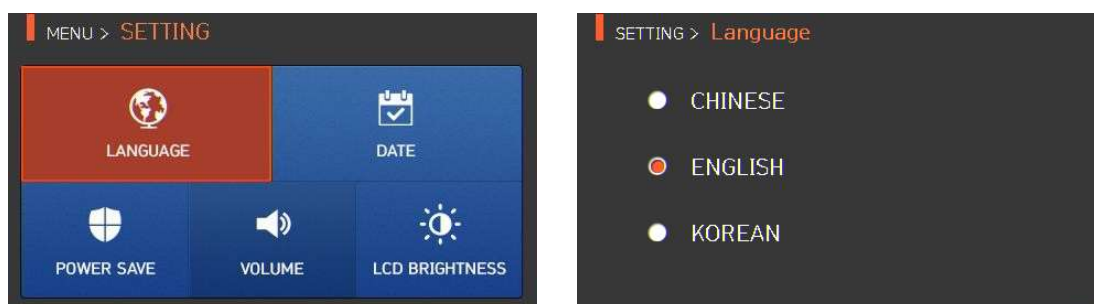 MENU > SETTING
LANGUAGE
DATE
POWER SAVE
VOLUME
LCD BRIGHTNESS
SETTING > Language
CHINESE
ENGLISH
KOREAN